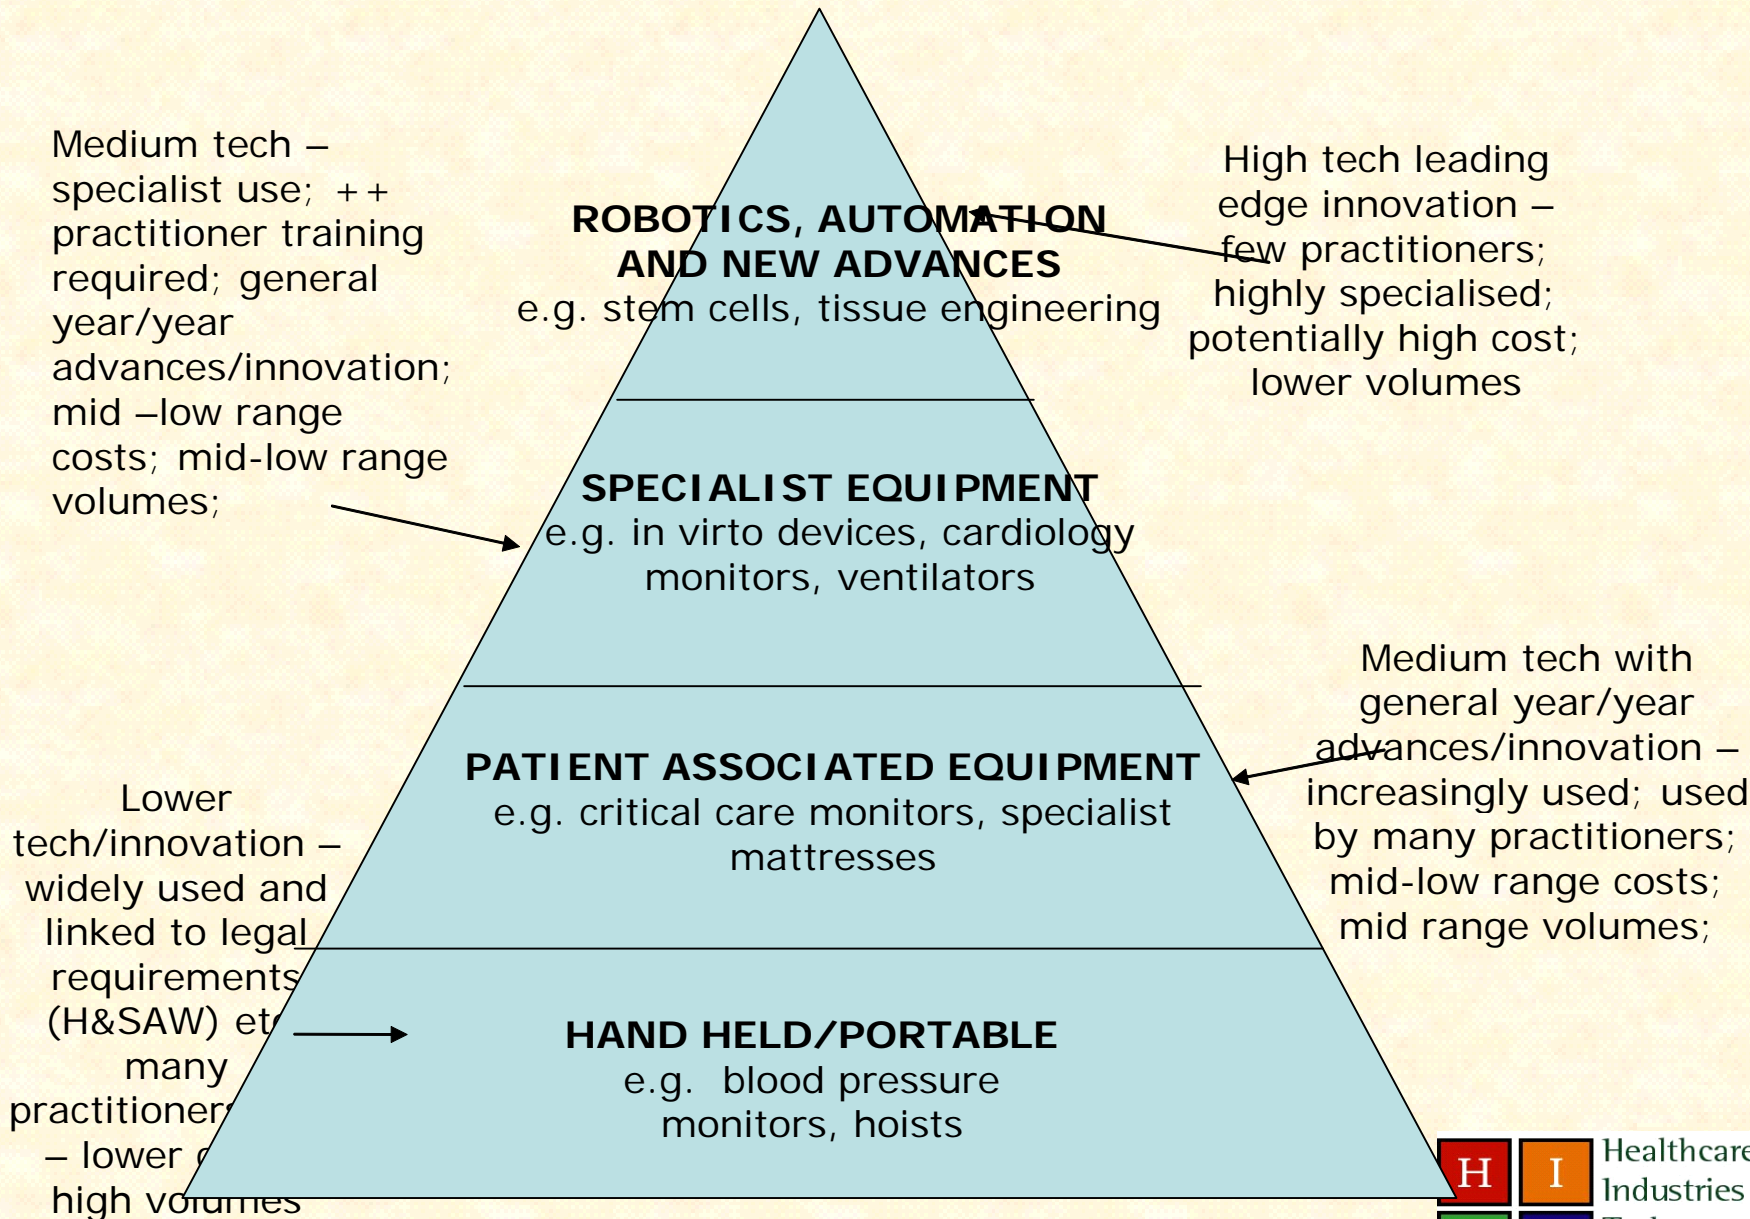 Medium tech –
specialist use; ++
practitioner training
required; general
year/year
advances/innovation;
mid –low range
costs; mid-low range
volumes;
High tech leading
edge innovation –
few practitioners;
highly specialised;
potentially high cost;
lower volumes
ROBOTICS, AUTOMATION
AND NEW ADVANCES
e.g. stem cells, tissue engineering
SPECIALIST EQUIPMENT
e.g. in virto devices, cardiology
monitors, ventilators
Medium tech with
general year/year
advances/innovation –
increasingly used; used
by many practitioners;
mid-low range costs;
mid range volumes;
PATIENT ASSOCIATED EQUIPMENT
e.g. critical care monitors, specialist
mattresses
Lower
tech/innovation –
widely used and
linked to legal
requirements
(H&SAW) etc
many
practitioners
– lower
high volumes
HAND HELD/PORTABLE
e.g. blood pressure
monitors, hoists
H I
Healthcare
Industries